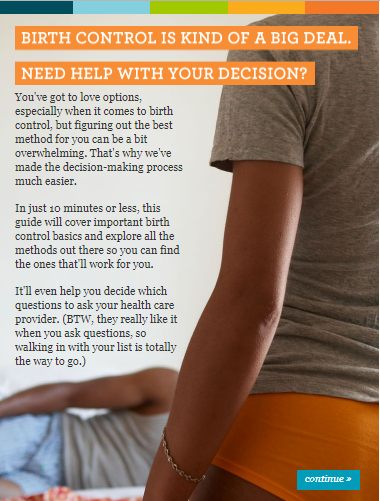 BIRTH CONTROL IS KIND OF A BIG DEAL.
NEED HELP WITH YOUR DECISION?
You've got to love options,
especially when it comes to birth
control, but figuring out the best
method for you can be a bit
overwhelming. That's why we've
made the decision-making process
much easier.
In just 10 minutes or less, this
guide will cover important birth
control basics and explore all the
methods out there so you can find
the ones that'll work for you.
It'll even help you decide which
questions to ask your health care
provider. (BTW, they really like it
when you ask questions, so
walking in with your list is totally
the way to go.)
continue »